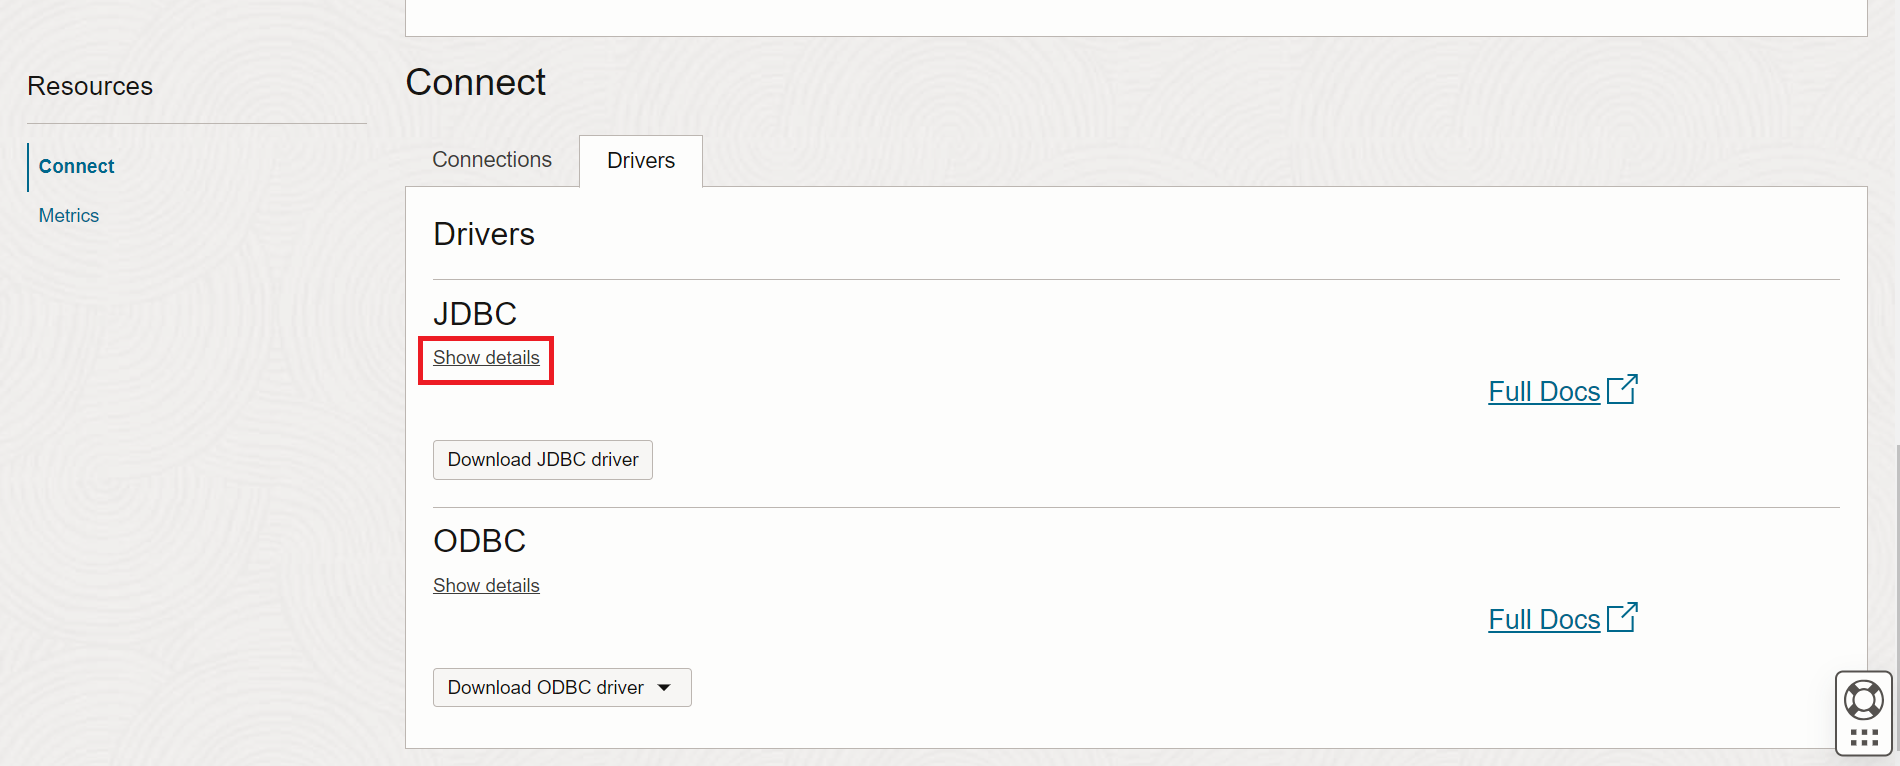 Resources
Connect
Metrics
Connect
Connections
Drivers
Drivers
JDBC
Show details
Full Docs
Download JDBC driver
ODBC
Show details
Full Docs
Download ODBC driver